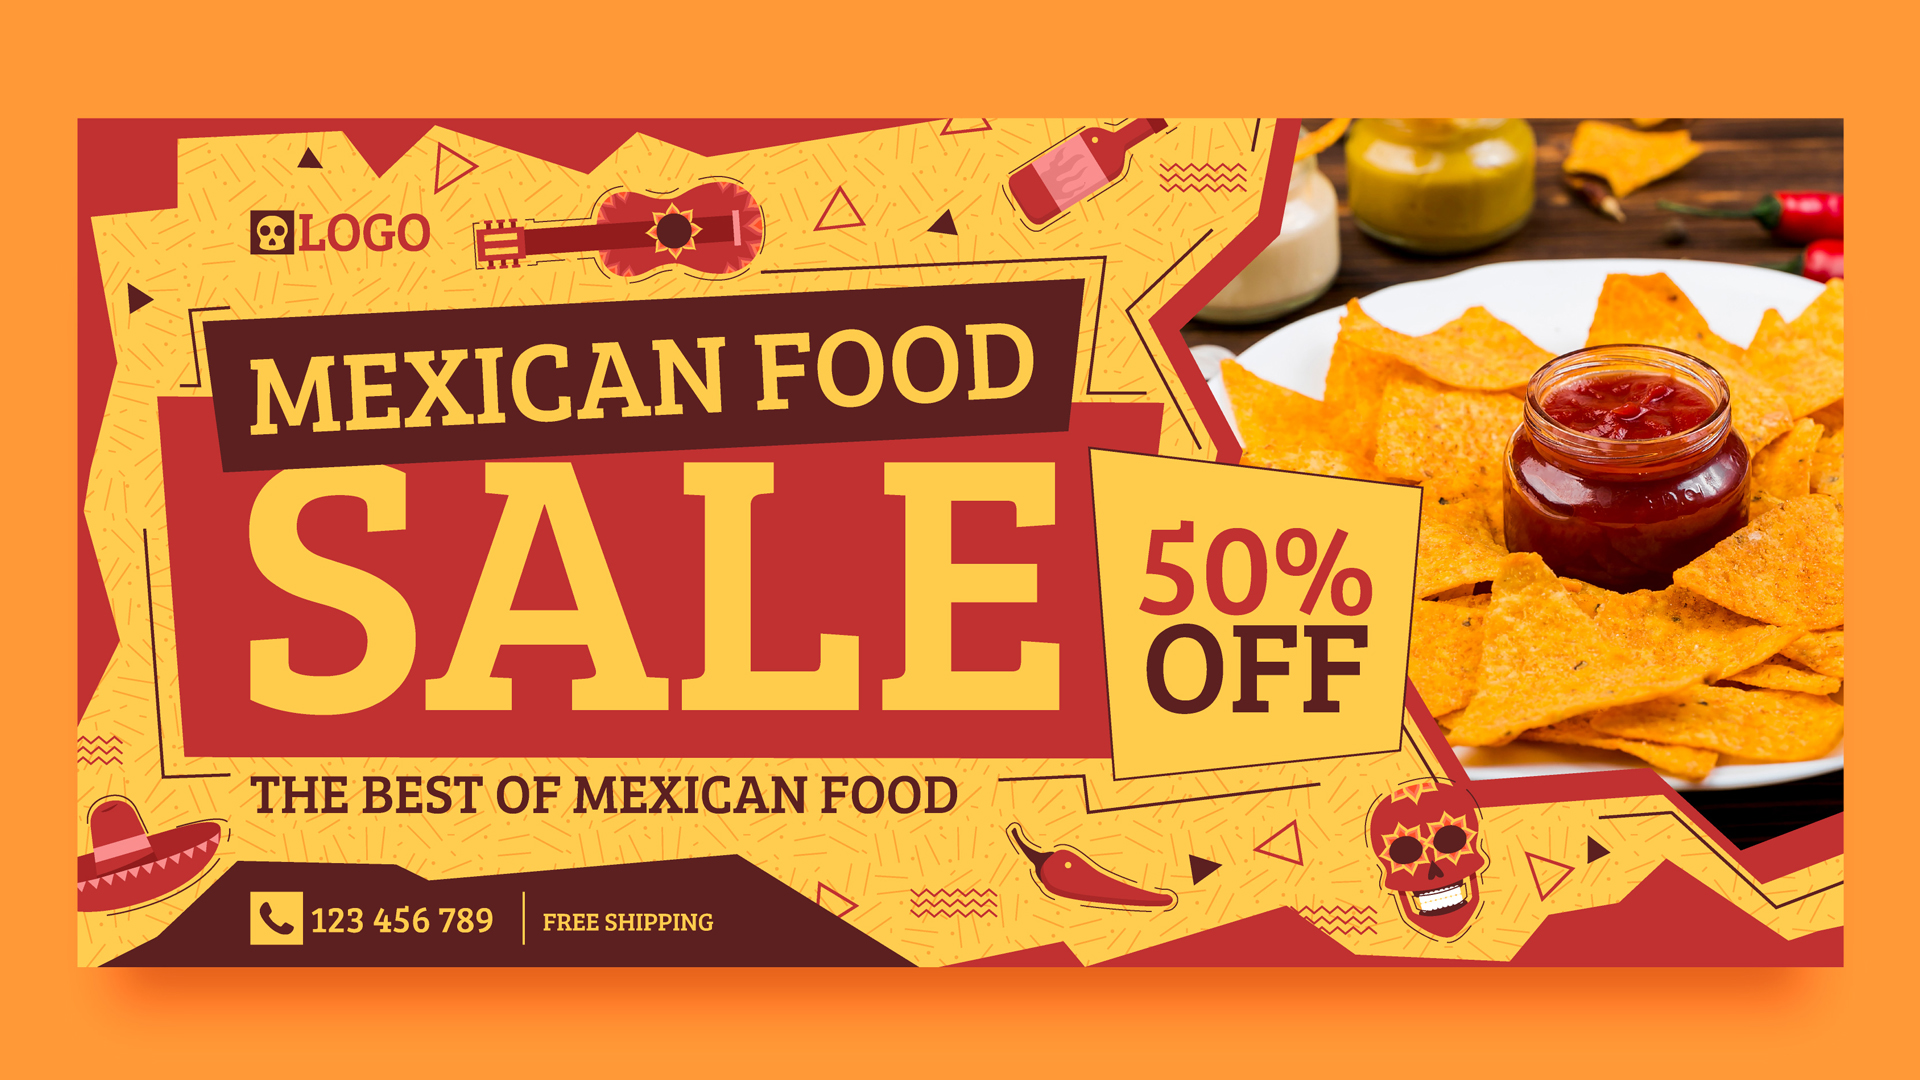 LOGO
MEXICAN FOOD
SALE
50%
OFF
THE BEST OF MEXICAN FOOD
123 456 789
FREE SHIPPING